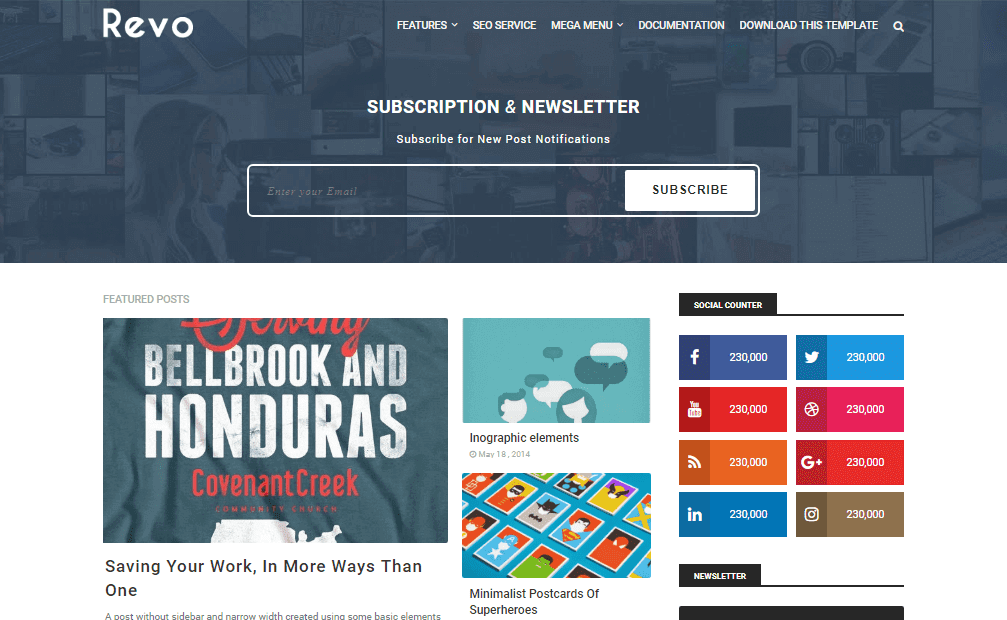 Revo
FEATURES
SEO SERVICE
MEGA MENU
DOCUMENTATION
DOWNLOAD THIS TEMPLATE
SUBSCRIPTION & NEWSLETTER
Subscribe for New Post Notifications
Enter your Email
SUBSCRIBE
FEATURED POSTS
Serving
BELLBROOK AND
HONDURAS
CovenantCreek
COMMUNITY CHURCH
Saving Your Work, In More Ways Than
One
A post without sidebar and narrow width created using some basic elements
Inographic elements
May 18 , 2014
Minimalist Postcards Of
Superheroes
SOCIAL COUNTER
230,000
230,000
You
Tube
230,000
230,000
230,000
G+
230,000
in
230,000
230,000
NEWSLETTER